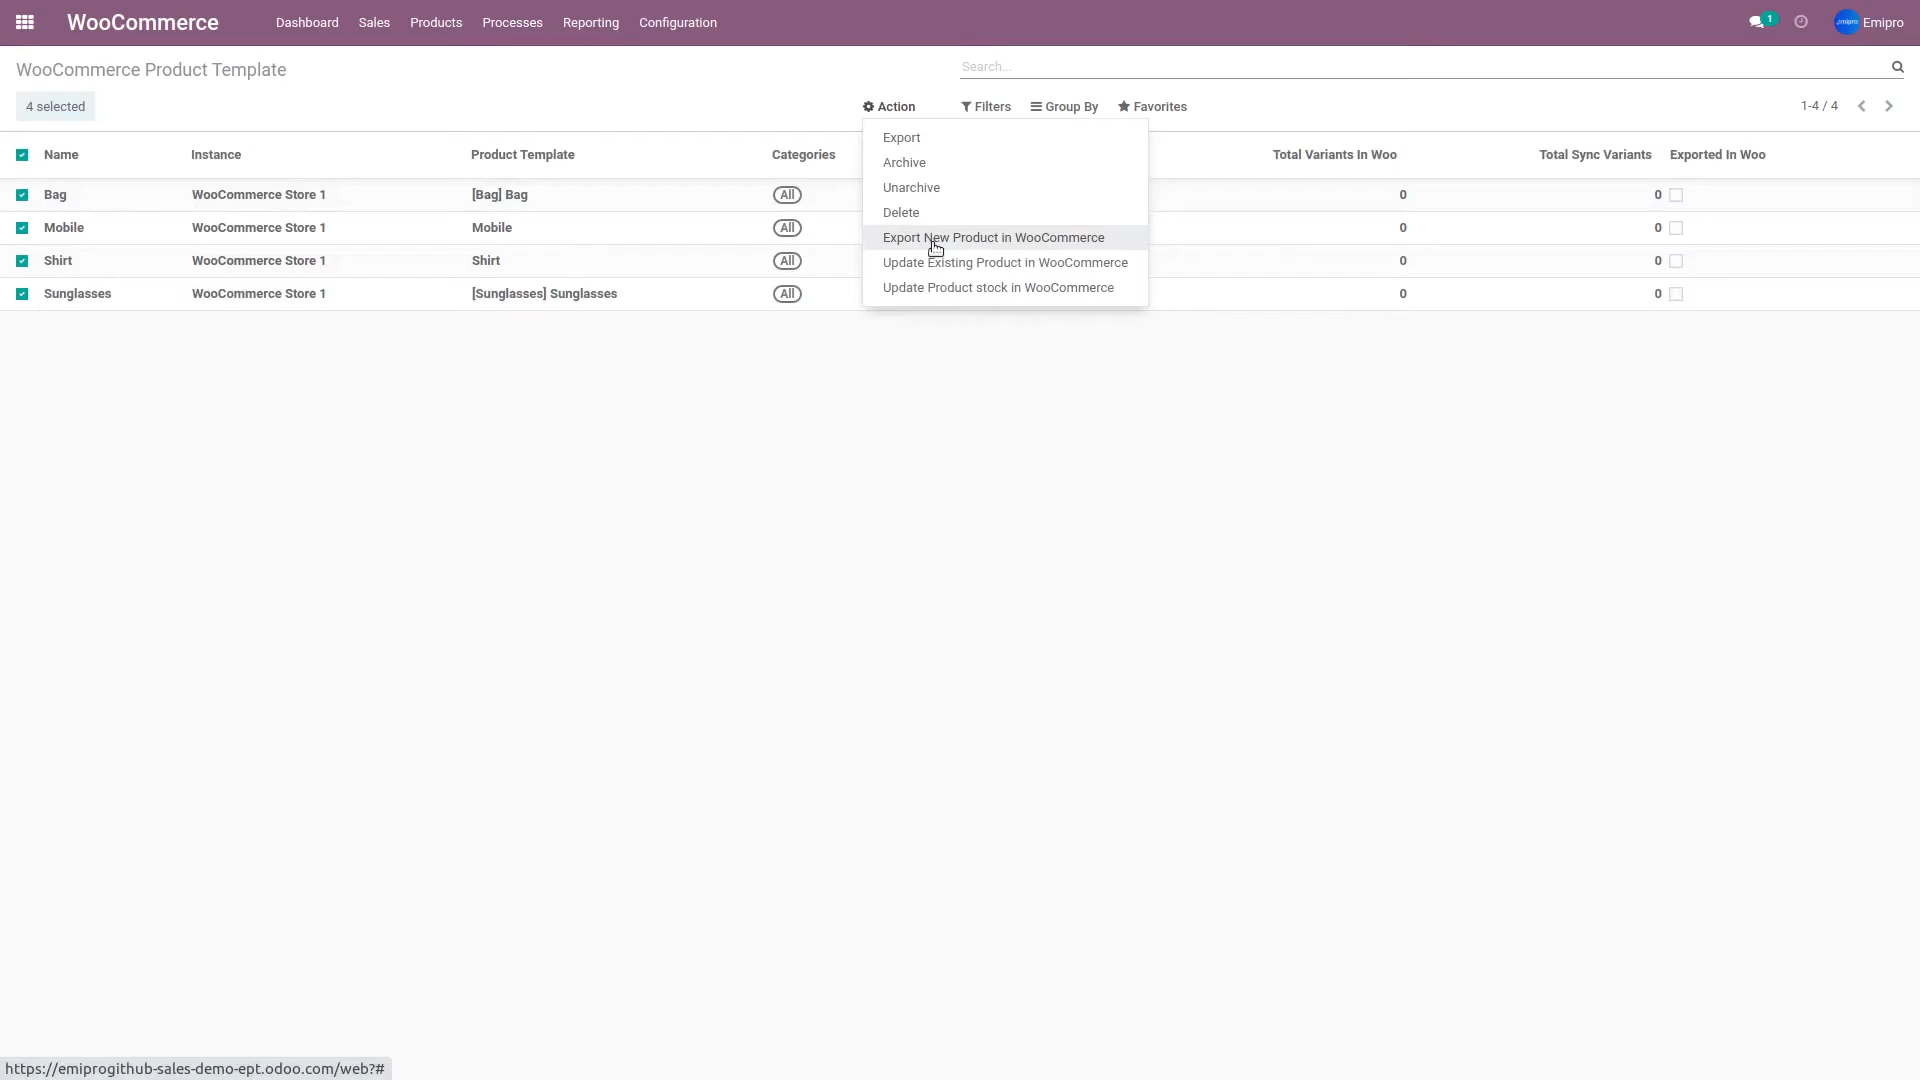 WooCommerce Dashboard Sales Products Processes Reporting Configuration 1 Emipro Emipro
WooCommerce Product Template Search...
4 selected Action Filters Group By Favorites 1-4 / 4
Export
Archive
Unarchive
Delete
Export New Product in WooCommerce
Update Existing Product in WooCommerce
Update Product stock in WooCommerce
Name Instance Product Template Categories Total Variants In Woo Total Sync Variants Exported In Woo
Bag WooCommerce Store 1 [Bag] Bag All 0 0
Mobile WooCommerce Store 1 Mobile All 0 0
Shirt WooCommerce Store 1 Shirt All 0 0
Sunglasses WooCommerce Store 1 [Sunglasses] Sunglasses All 0 0
https://emiprogithub-sales-demo-ept.odoo.com/web?#